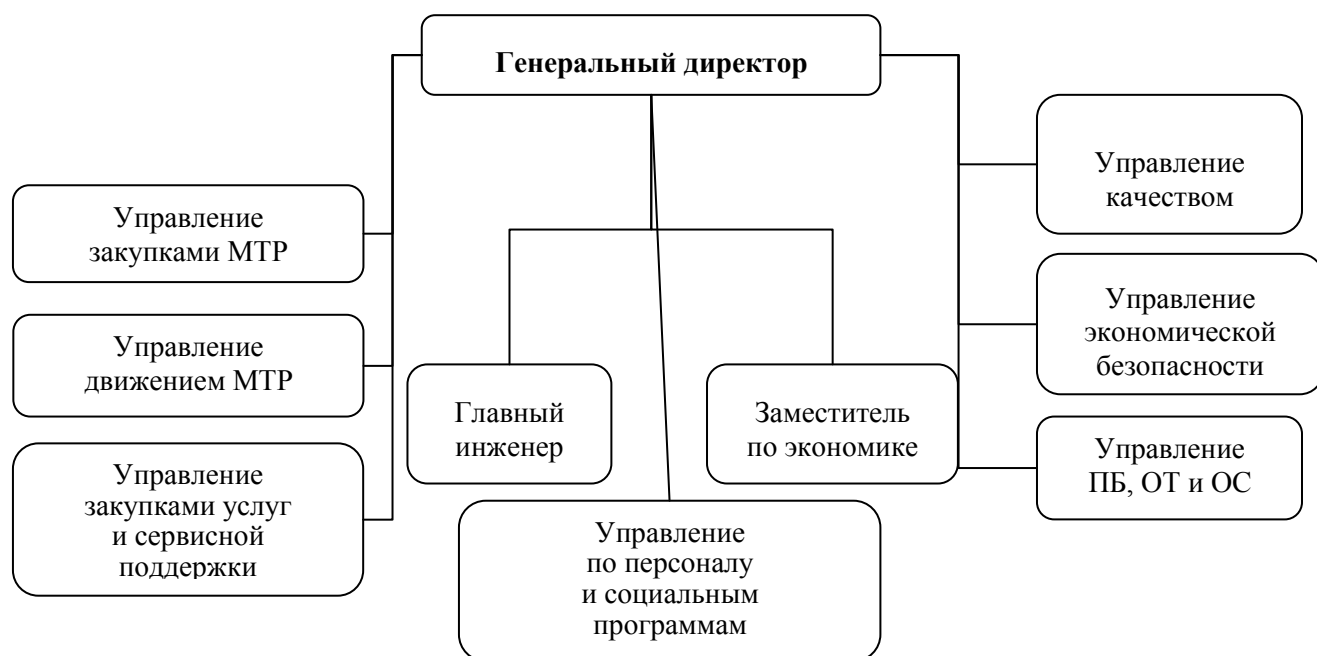 Генеральный директор
Управление
закупками МТР
Управление
движением МТР
Управление
закупками услуг
и сервисной
поддержки
Главный
инженер
Заместитель
по экономике
Управление
по персоналу
и социальным
программам
Управление
качеством
Управление
экономической
безопасности
Управление
ПБ, ОТ и ОС